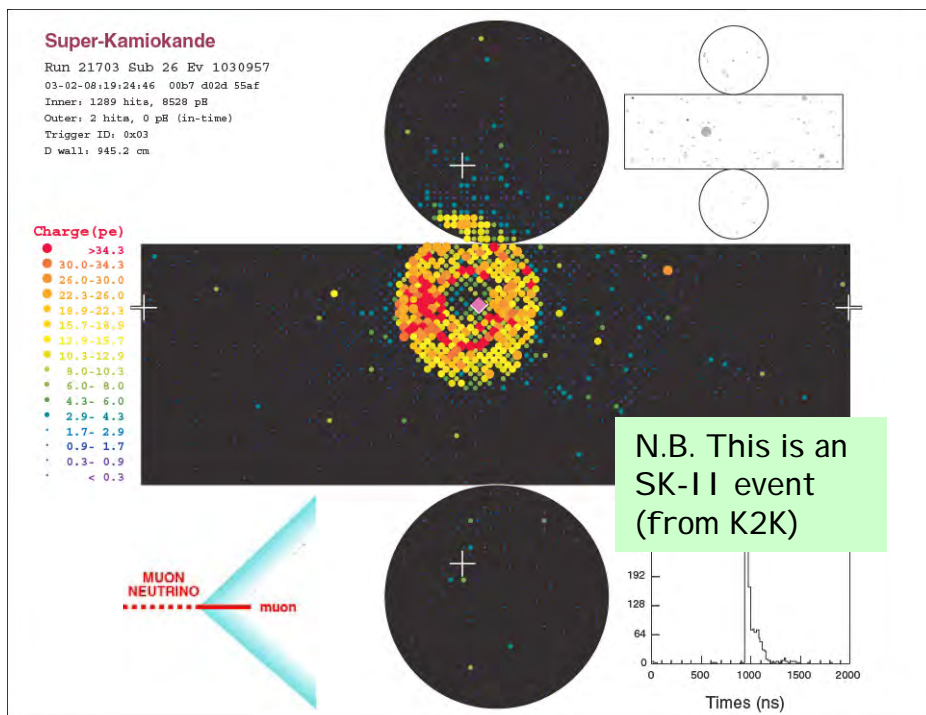 Super-Kamiokande
Run 21703 Sub 26 Ev 1030957
03-02-08:19:24:46 00b7 d02d 55af
Inner: 1289 hits, 8528 pE
Outer: 2 hits, 0 pE (in-time)
Trigger ID: 0x03
D wall: 945.2 cm
Charge(pe)
>34.3
30.0-34.3
26.0-30.0
22.3-26.0
18.9-22.3
15.7-18.9
12.9-15.7
10.3-12.9
8.0-10.3
6.0- 8.0
4.3- 6.0
2.9- 4.3
1.7- 2.9
0.9- 1.7
0.3- 0.9
< 0.3
N.B. This is an
SK-II event
(from K2K)
MUON
NEUTRINO
muon
192
128
64
0
0 500 1000 1500 2000
Times (ns)